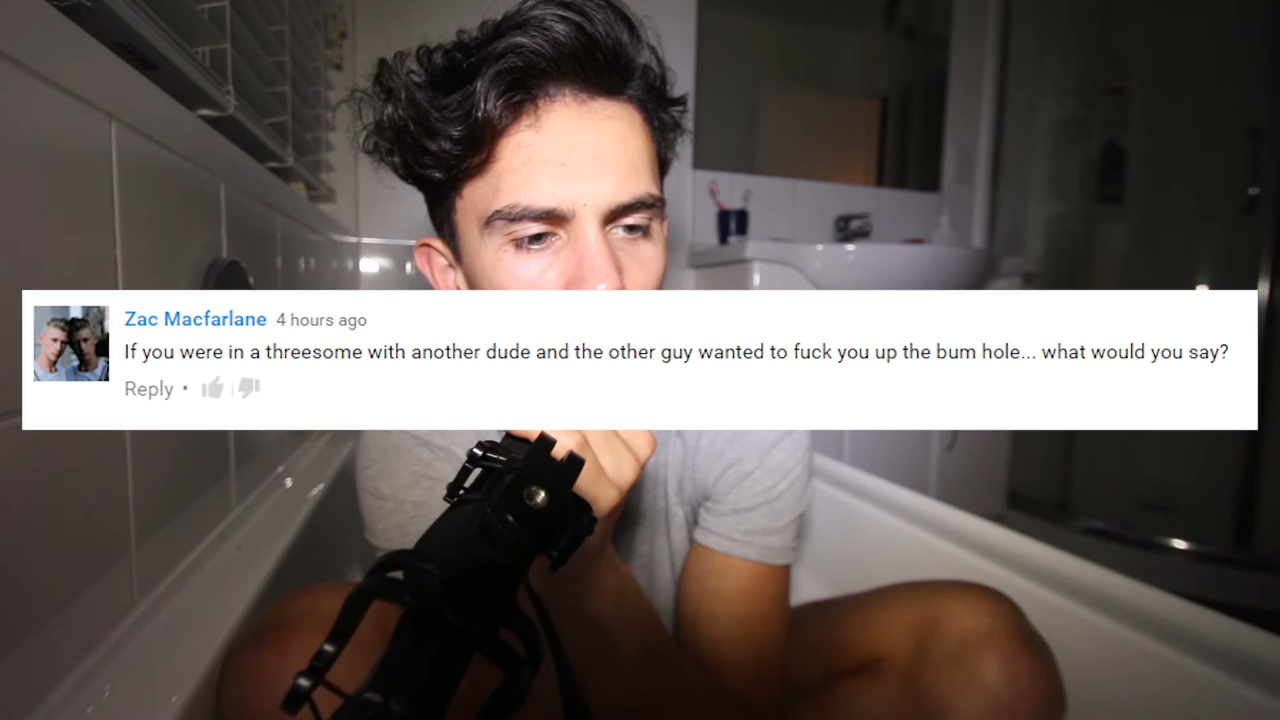 Zac Macfarlane 4 hours ago
If you were in a threesome with another dude and the other guy wanted to fuck you up the bum hole... what would you say?
Reply •